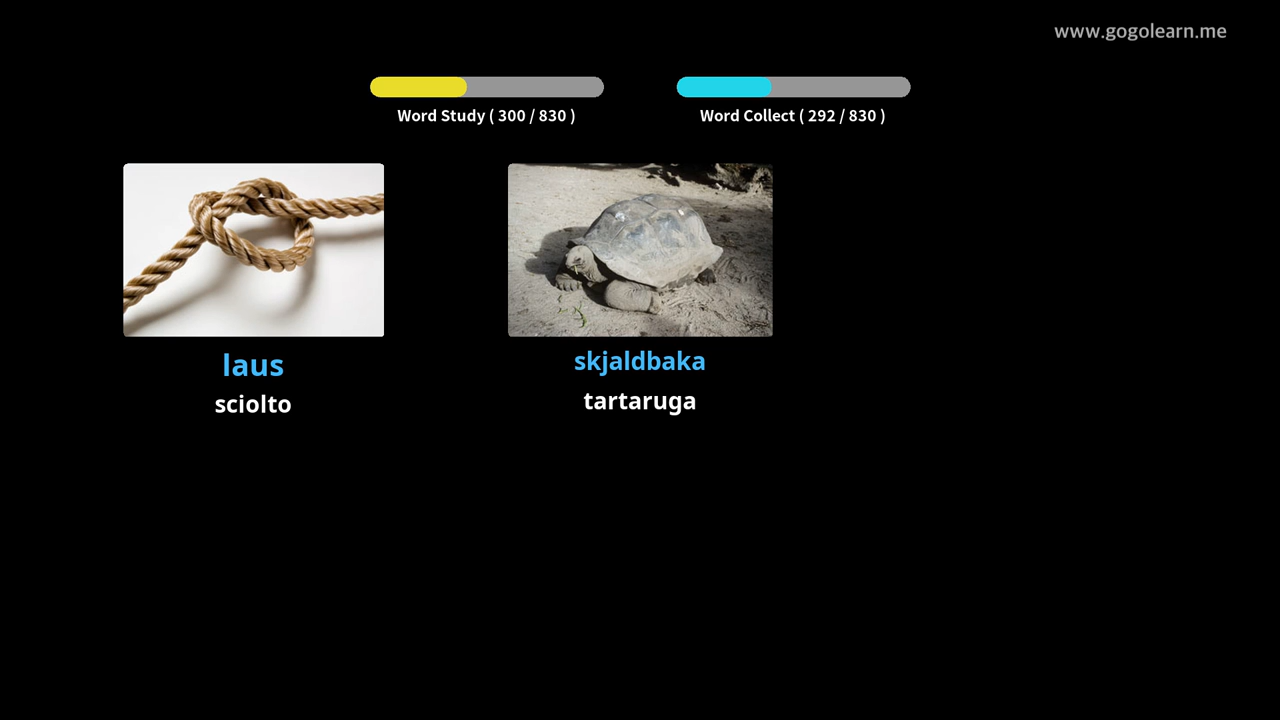 www.gogolearn.me
Word Study ( 300 / 830 )
Word Collect ( 292 / 830 )
laus
sciolto
skjaldbaka
tartaruga